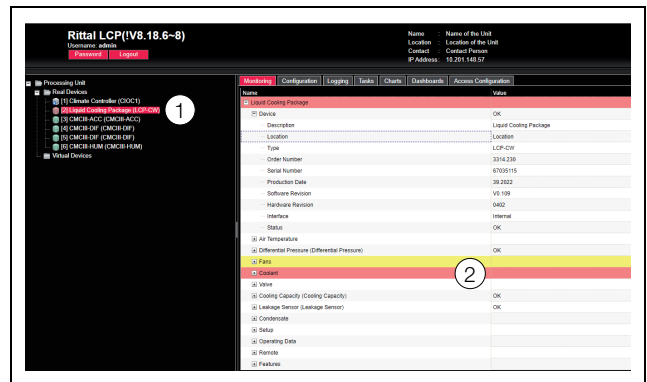 Rittal LCP(!V8.18.6~8)
Username: admin
Password Logout
Name : Name of the Unit
Location : Location of the Unit
Contact : Contact Person
IP Address: 10.201.148.57
Processing Unit
Real Devices
[1] Climate Controller (CIOC1)
[2] Liquid Cooling Package (LCP-CW)
[3] CMCIII-ACC (CMCIII-ACC)
[4] CMCIII-DIF (CMCIII-DIF)
[5] CMCIII-DIF (CMCIII-DIF)
[6] CMCIII-HUM (CMCIII-HUM)
Virtual Devices
1
Monitoring Configuration Logging Tasks Charts Dashboards Access Configuration
Name Value
Liquid Cooling Package
Device OK
Description Liquid Cooling Package
Location Location
Type LCP-CW
Order Number 3314.230
Serial Number 67035115
Production Date 39.2022
Software Revision V0.109
Hardware Revision 0402
Interface Internal
Status OK
Air Temperature
Differential Pressure (Differential Pressure) OK
Fans
Coolant
2
Valve
Cooling Capacity (Cooling Capacity) OK
Leakage Sensor (Leakage Sensor) OK
Condensate
Setup
Operating Data
Remote
Features